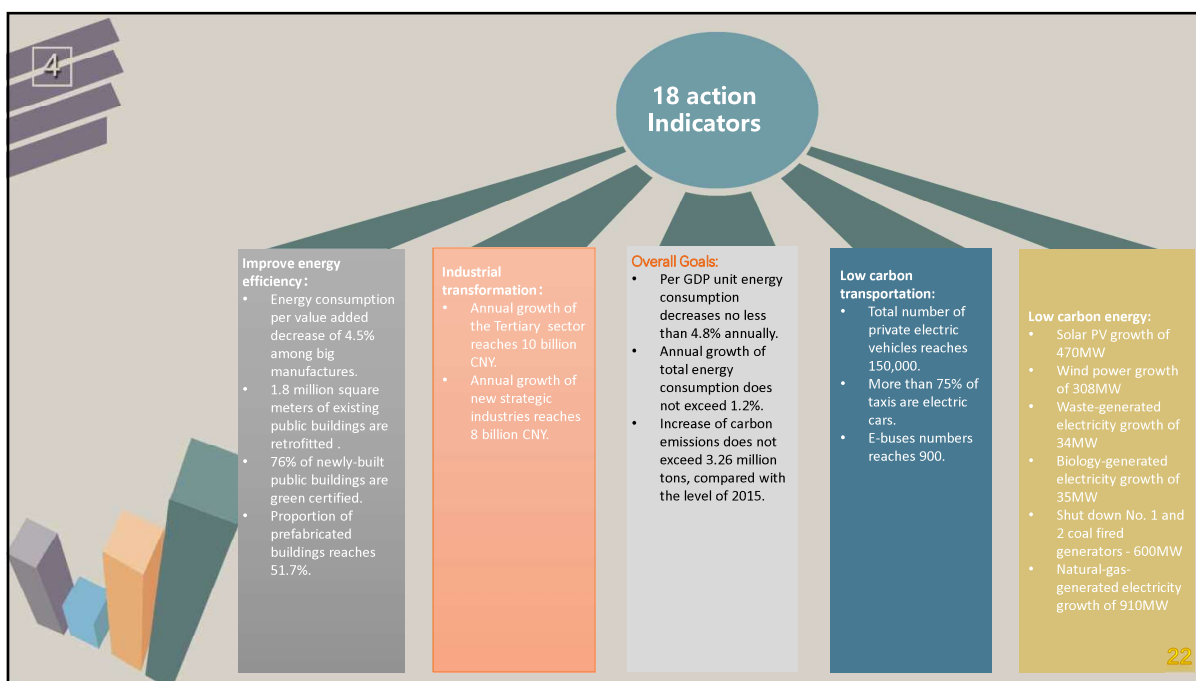 4
18 action
Indicators
Improve energy
efficiency：
• Energy consumption
per value added
decrease of 4.5%
among big
manufactures.
• 1.8 million square
meters of existing
public buildings are
retrofitted .
• 76% of newly-built
public buildings are
green certified.
• Proportion of
prefabricated
buildings reaches
51.7%.
Industrial
transformation：
• Annual growth of
the Tertiary sector
reaches 10 billion
CNY.
• Annual growth of
new strategic
industries reaches
8 billion CNY.
Overall Goals:
• Per GDP unit energy
consumption
decreases no less
than 4.8% annually.
• Annual growth of
total energy
consumption does
not exceed 1.2%.
• Increase of carbon
emissions does not
exceed 3.26 million
tons, compared with
the level of 2015.
Low carbon
transportation:
• Total number of
private electric
vehicles reaches
150,000.
• More than 75% of
taxis are electric
cars.
• E-buses numbers
reaches 900.
Low carbon energy:
• Solar PV growth of
470MW
• Wind power growth
of 308MW
• Waste-generated
electricity growth of
34MW
• Biology-generated
electricity growth of
35MW
• Shut down No. 1 and
2 coal fired
generators - 600MW
• Natural-gas-
generated electricity
growth of 910MW
22